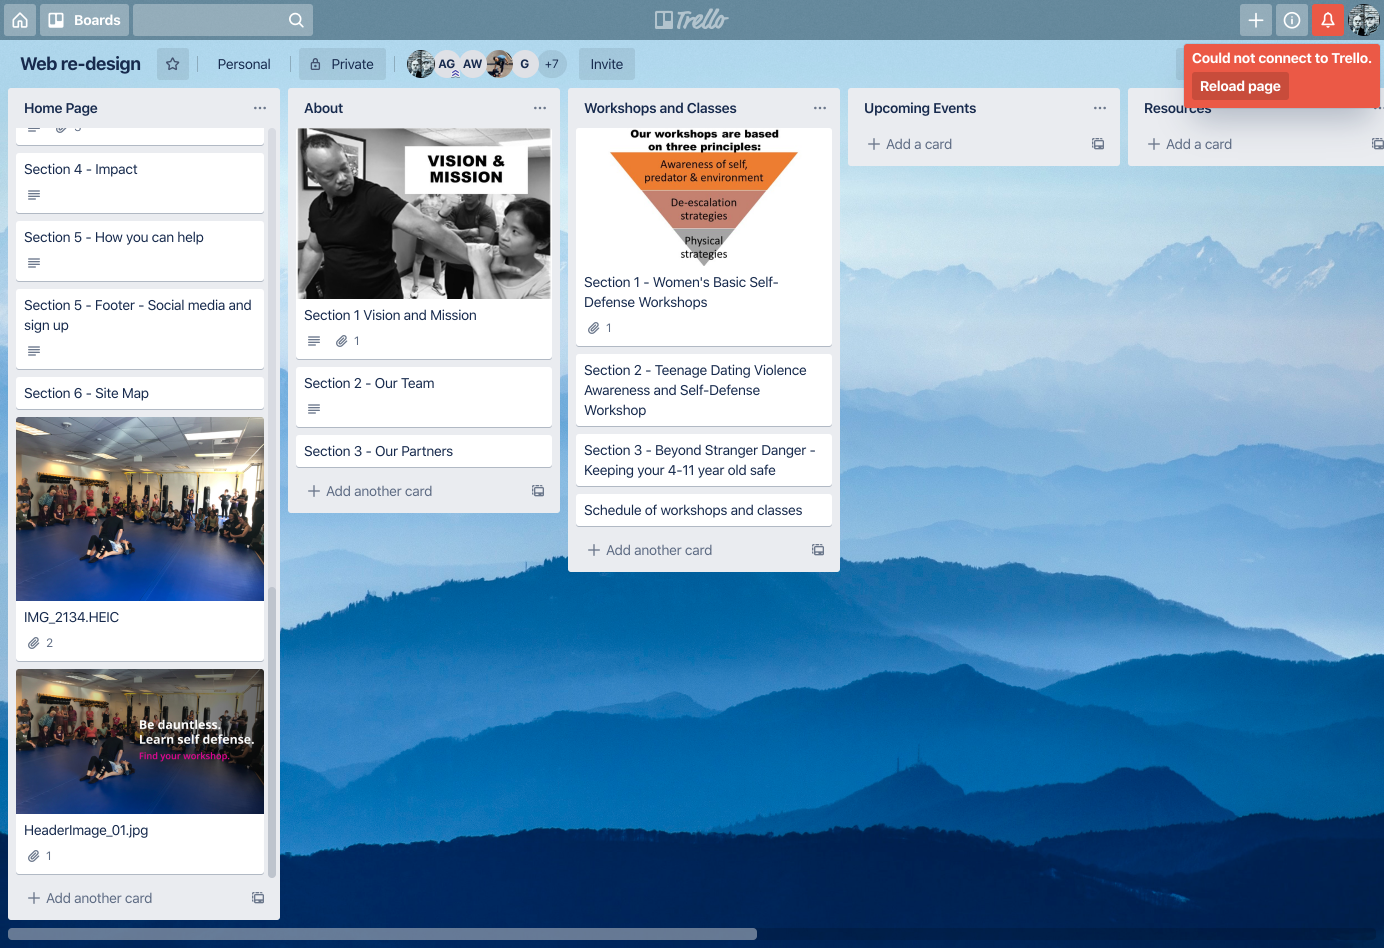 Boards
Trello
Could not connect to Trello.
Reload page
Web re-design
Personal
Private
AG
AW
G
+7
Invite
Home Page
Section 4 - Impact
Section 5 - How you can help
Section 5 - Footer - Social media and
sign up
Section 6 - Site Map
IMG_2134.HEIC
2
Be dauntless.
Learn self defense.
Find your workshop.
HeaderImage_01.jpg
1
Add another card
About
VISION &
MISSION
Section 1 Vision and Mission
1
Section 2 - Our Team
Section 3 - Our Partners
Add another card
Workshops and Classes
Our workshops are based
on three principles:
Awareness of self,
predator & environment
De-escalation
strategies
Physical
strategies
Section 1 - Women's Basic Self-
Defense Workshops
1
Section 2 - Teenage Dating Violence
Awareness and Self-Defense
Workshop
Section 3 - Beyond Stranger Danger -
Keeping your 4-11 year old safe
Schedule of workshops and classes
Add another card
Upcoming Events
Add a card
Resources
Add a card